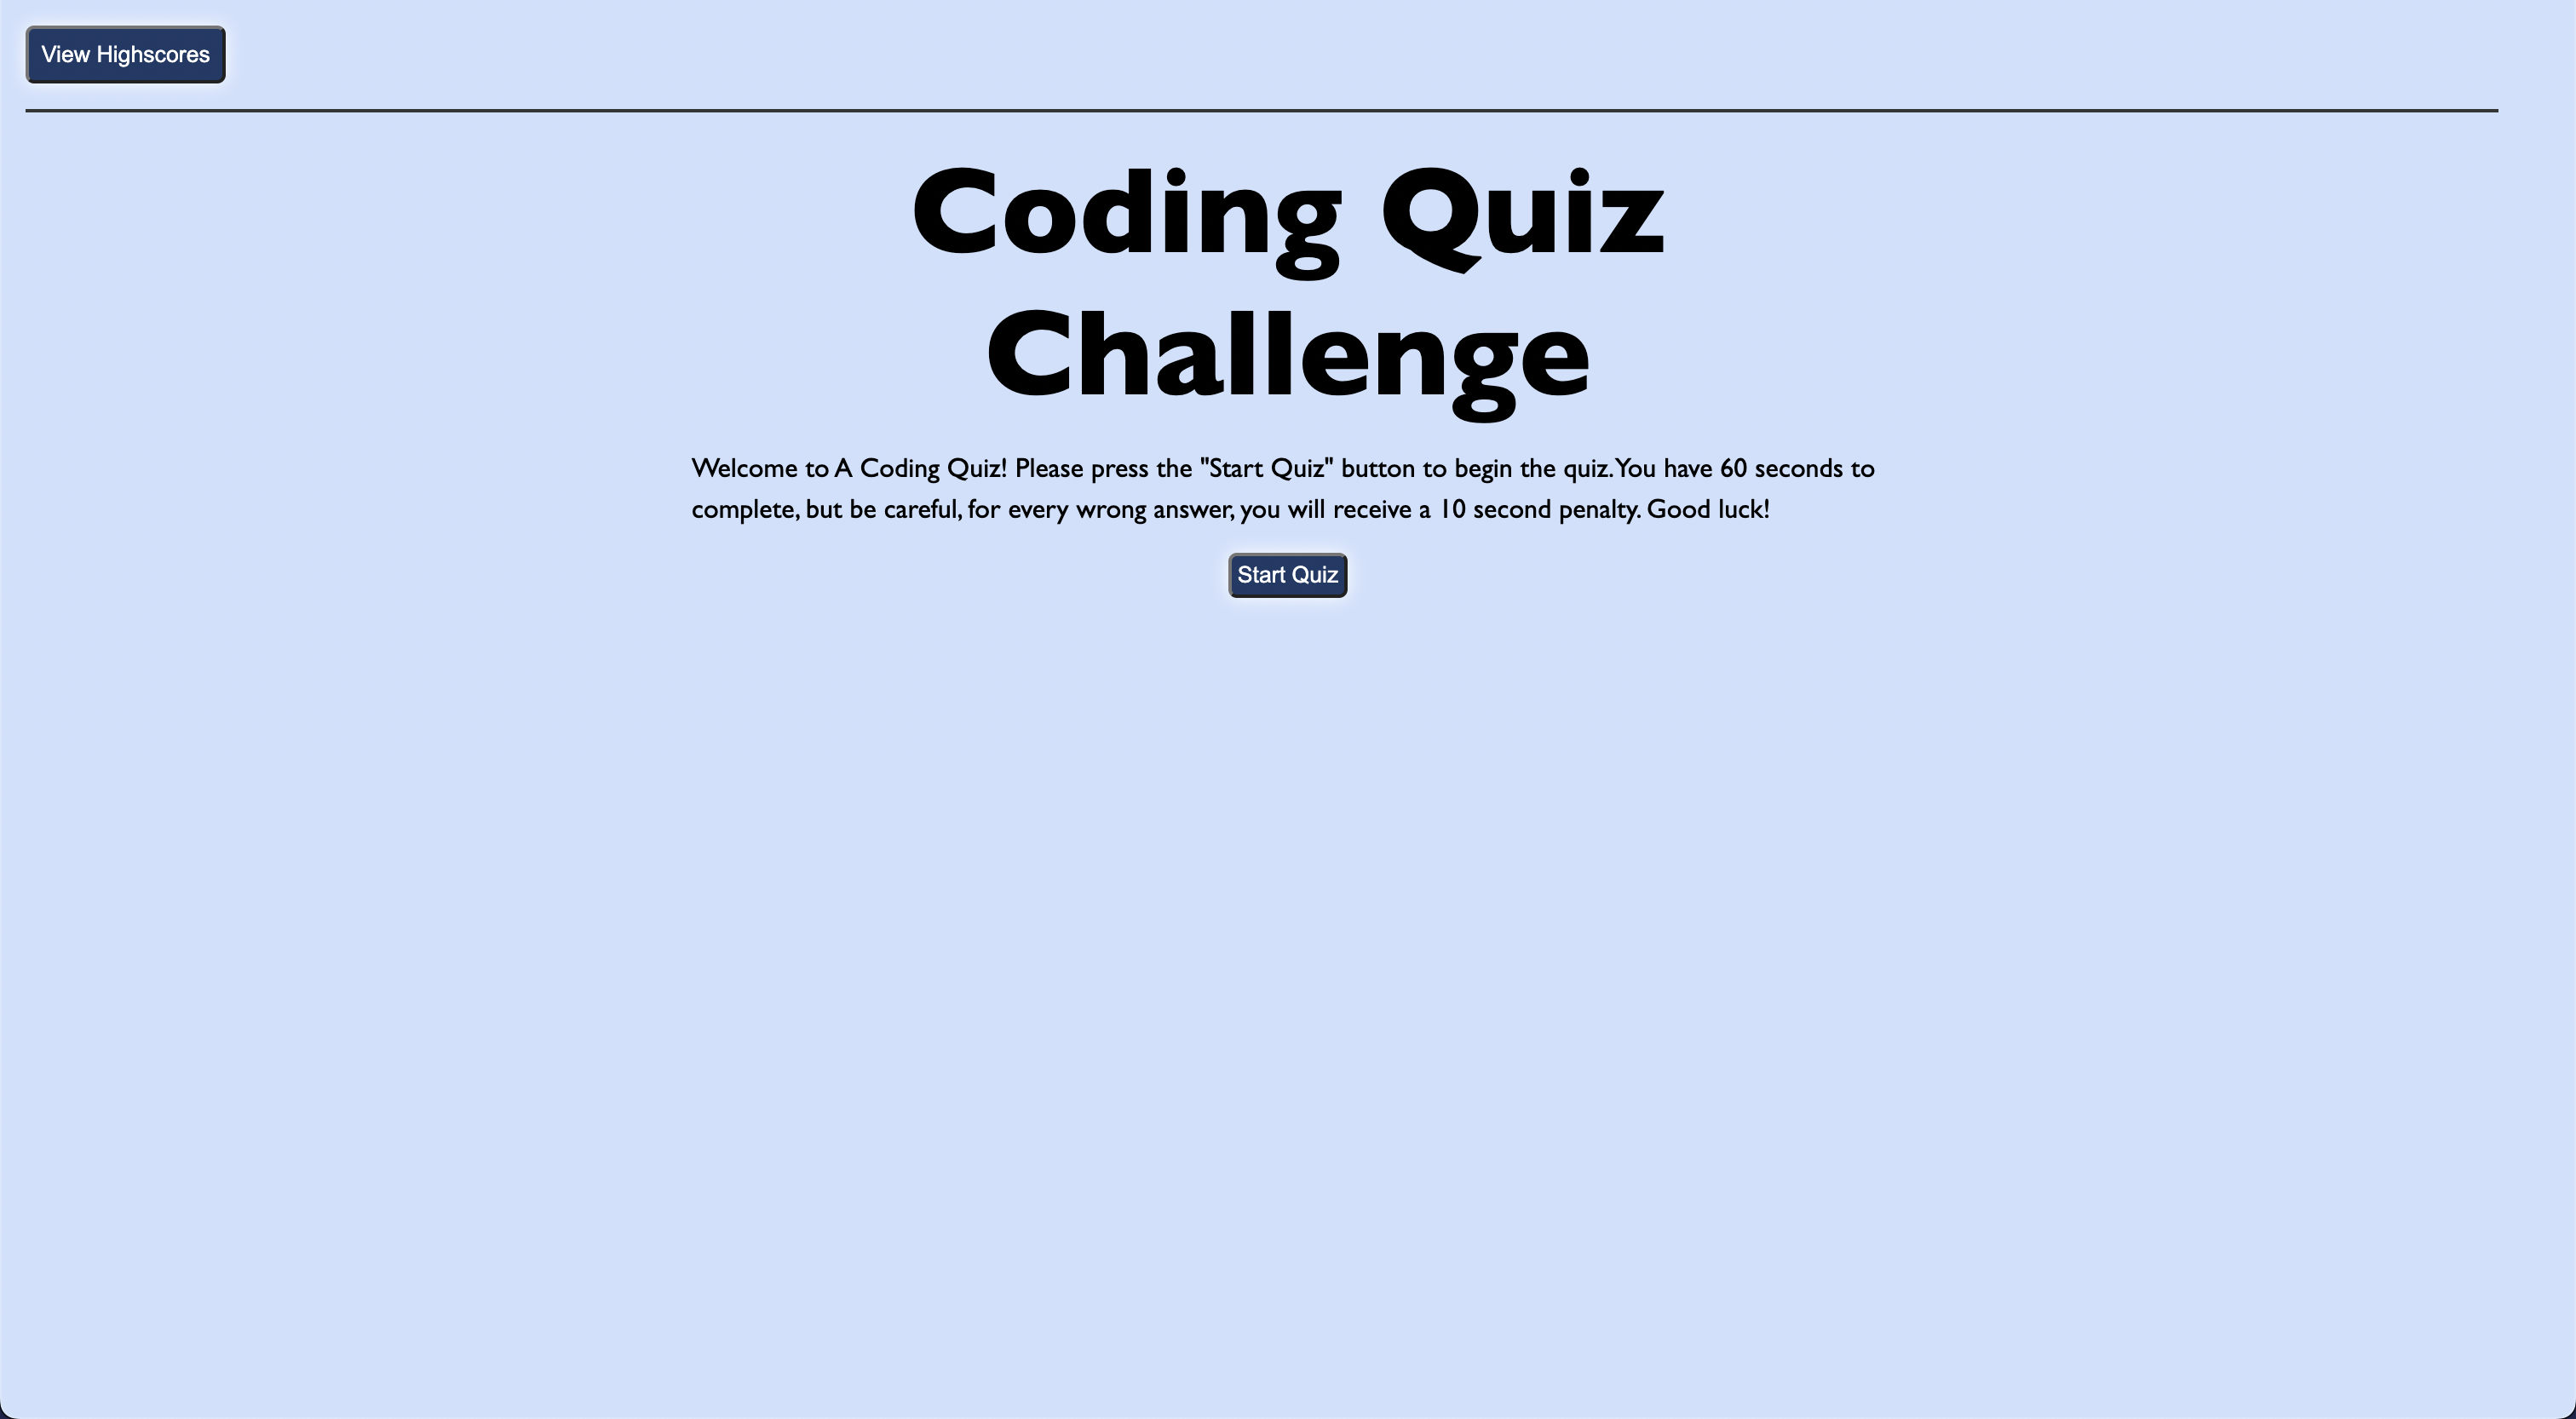 View Highscores
Coding Quiz
Challenge
Welcome to A Coding Quiz! Please press the "Start Quiz" button to begin the quiz. You have 60 seconds to
complete, but be careful, for every wrong answer, you will receive a 10 second penalty. Good luck!
Start Quiz